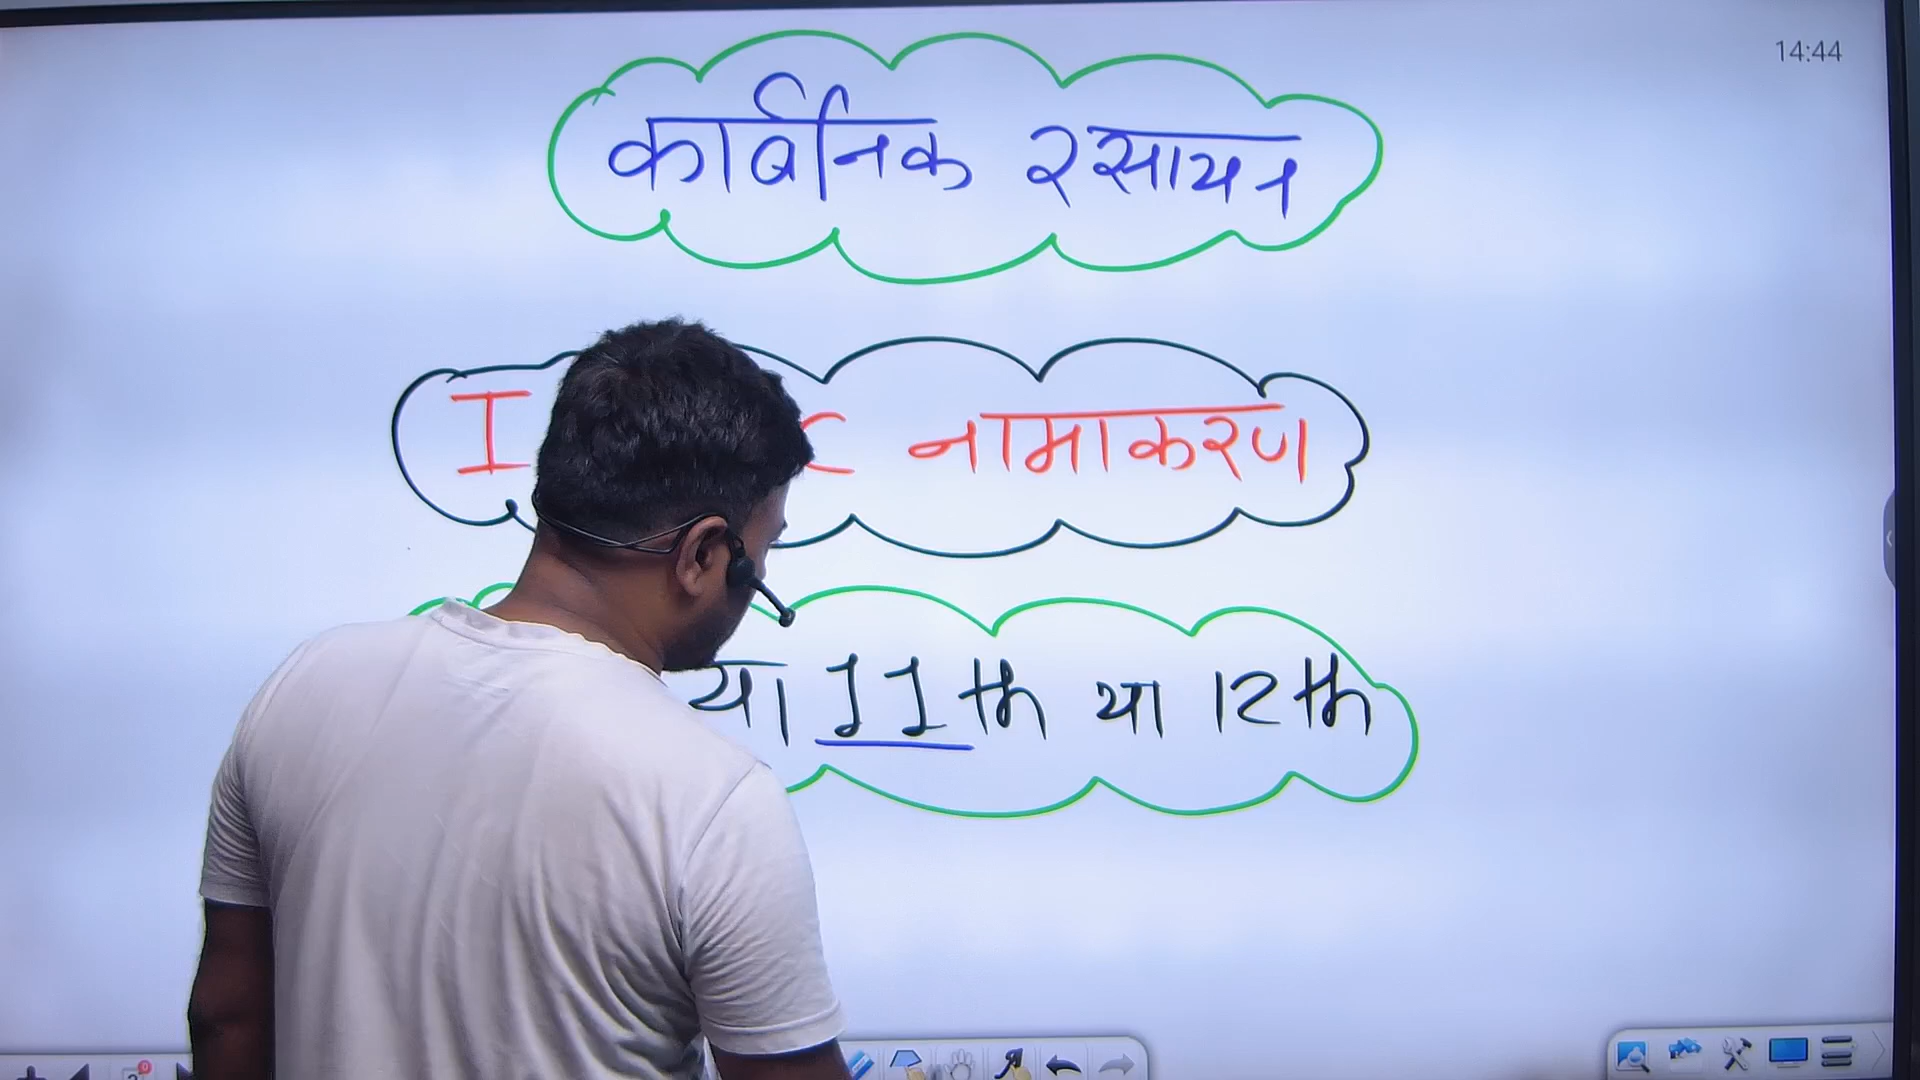 14:44
कार्बनिक रसायन
नामाकरण
या 11th या 12th